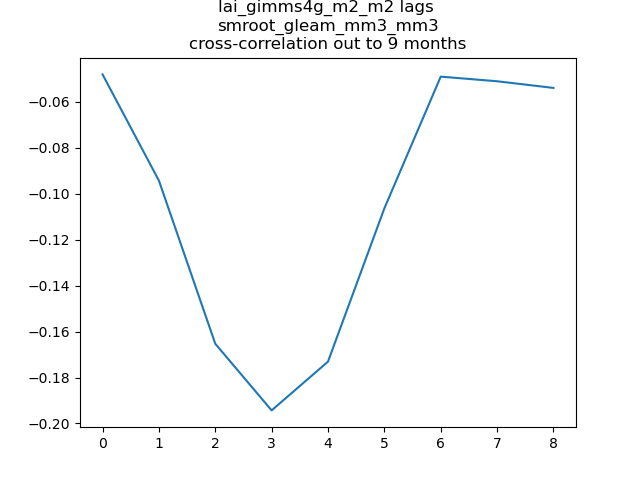 lai_gimms4g_m2_m2 lags
smroot_gleam_mm3_mm3
cross-correlation out to 9 months
−0.06
−0.08
−0.10
−0.12
−0.14
−0.16
−0.18
−0.20
0 1 2 3 4 5 6 7 8